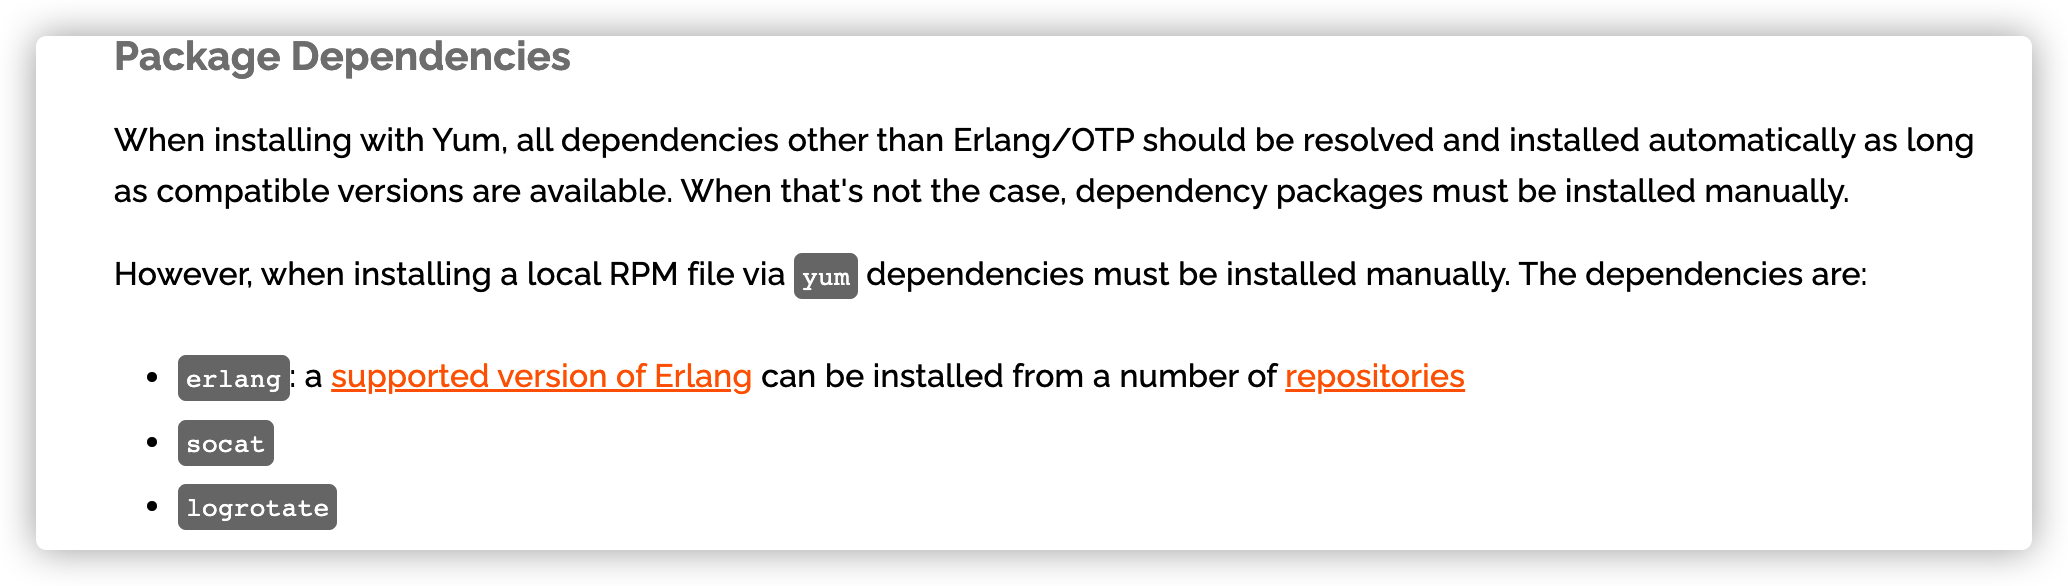 Package Dependencies
When installing with Yum, all dependencies other than Erlang/OTP should be resolved and installed automatically as long
as compatible versions are available. When that's not the case, dependency packages must be installed manually.
However, when installing a local RPM file via yum dependencies must be installed manually. The dependencies are:
• erlang: a supported version of Erlang can be installed from a number of repositories
• socat
• logrotate